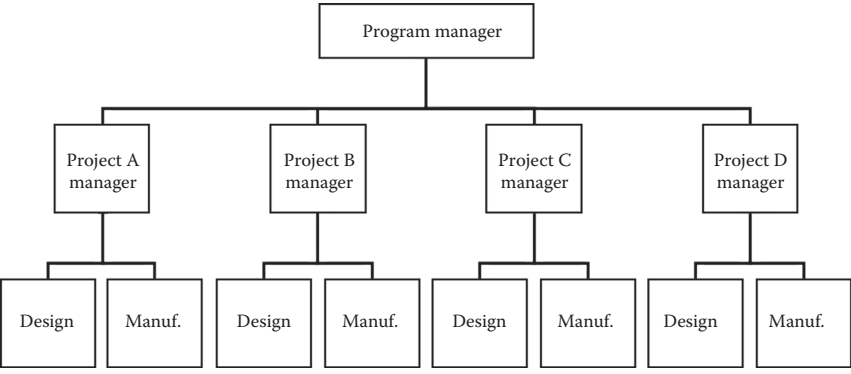 Program manager
Project A
manager
Project B
manager
Project C
manager
Project D
manager
Design
Manuf.
Design
Manuf.
Design
Manuf.
Design
Manuf.